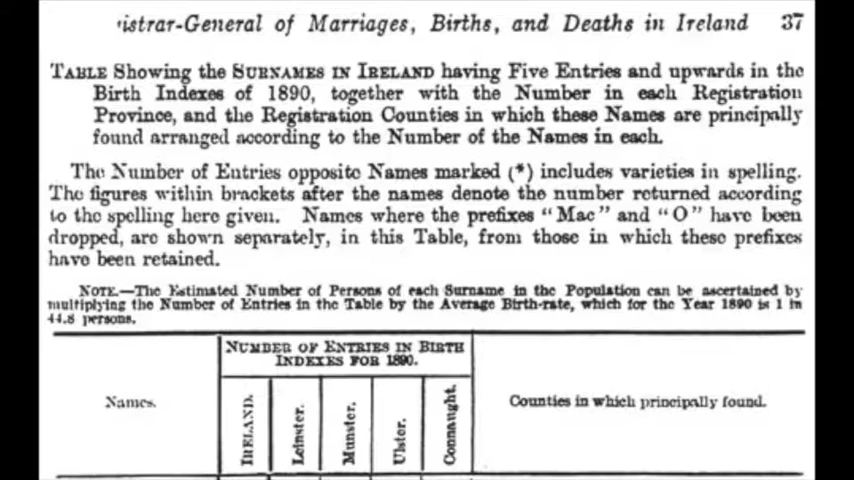 istrar-General of Marriages, Births, and Deaths in Ireland 37
TABLE Showing the SURNAMES IN IRELAND having Five Entries and upwards in the
Birth Indexes of 1890, together with the Number in each Registration
Province, and the Registration Counties in which these Names are principally
found arranged according to the Number of the Names in each.
The Number of Entries opposite Names marked (*) includes varieties in spelling.
The figures within brackets after the names denote the number returned according
to the spelling here given. Names where the prefixes "Mac" and "O" have been
dropped, are shown separately, in this Table, from those in which these prefixes
have been retained.
NOTE.—The Estimated Number of Persons of each Surname in the Population can be ascertained by
multiplying the Number of Entries in the Table by the Average Birth-rate, which for the Year 1890 is 1 in
44.8 persons.
NUMBER OF ENTRIES IN BIRTH
INDEXES FOR 1890.
Names.
IRELAND.
Leinster.
Munster.
Ulster.
Connaught.
Counties in which principally found.